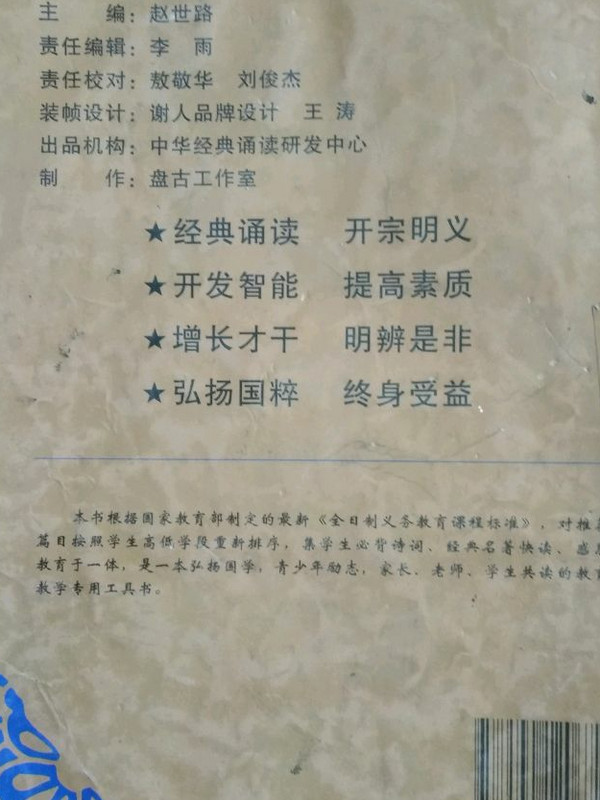 主　　编：赵世路
责任编辑：李 雨
责任校对：敖敬华　刘俊杰
装帧设计：谢人品牌设计　王 涛
出品机构：中华经典诵读研发中心
制　　作：盘古工作室
★经典诵读　开宗明义
★开发智能　提高素质
★增长才干　明辨是非
★弘扬国粹　终身受益
本书根据国家教育部制定的最新《全日制义务教育课程标准》，对推荐
篇目按照学生高低学段重新排序，集学生必背诗词、经典名著快读、感恩
教育于一体，是一本弘扬国学，青少年励志，家长、老师、学生共读的教育
教学专用工具书。